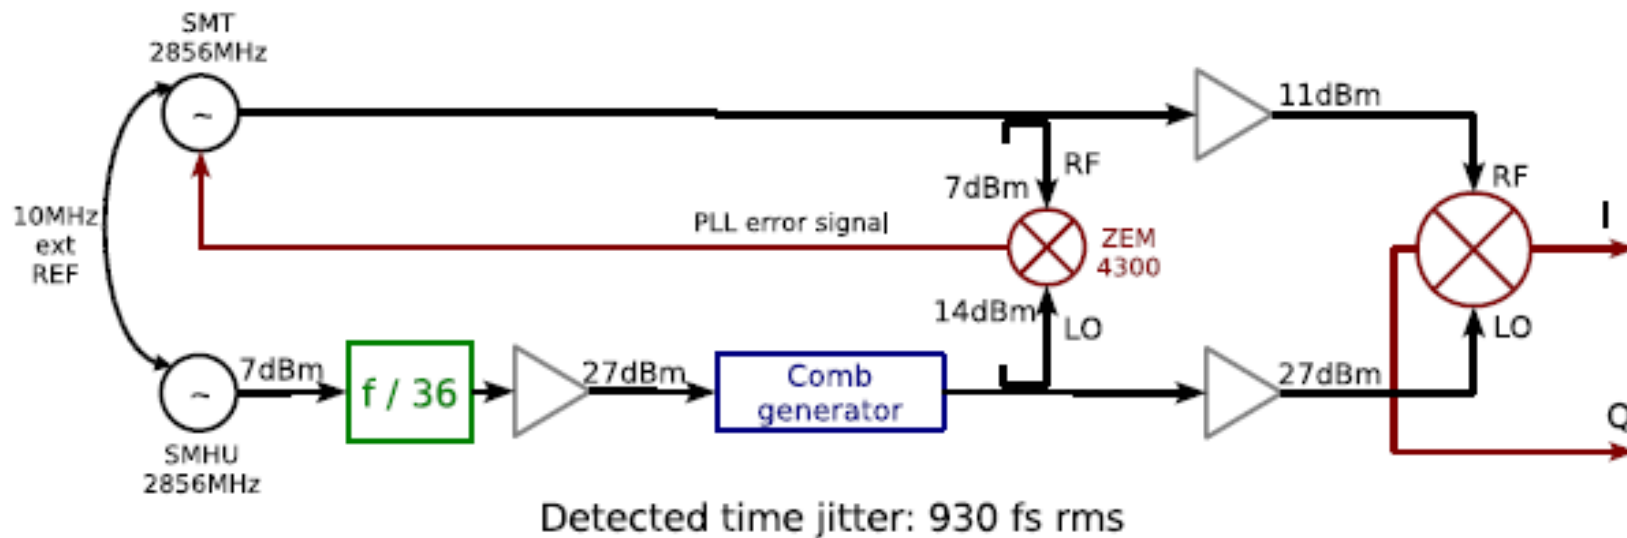 SMT
2856MHz
11dBm
RF
RF
7dBm
I
10MHz
ext
REF
PLL error signal
ZEM
4300
14dBm
LO
LO
7dBm
f / 36
27dBm
Comb
generator
27dBm
Q
SMHU
2856MHz
Detected time jitter: 930 fs rms